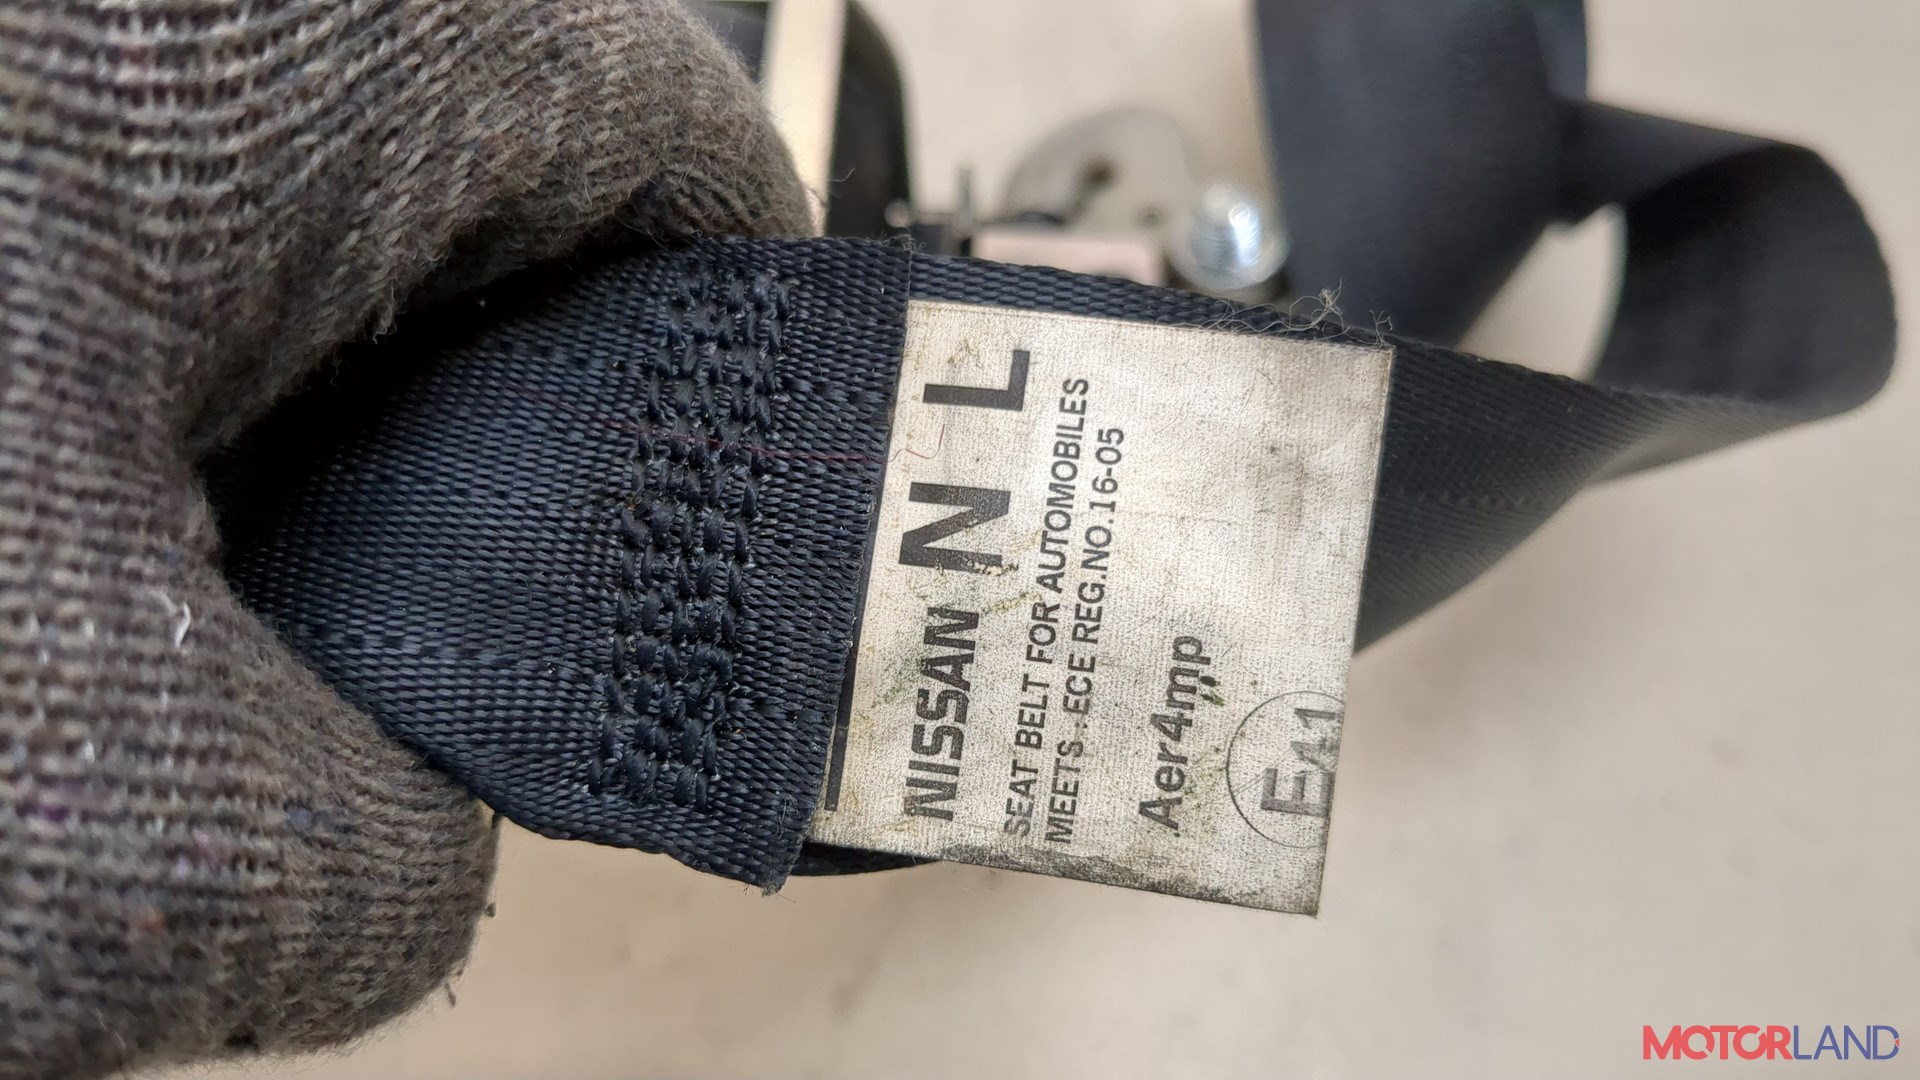 NISSAN N L
SEAT BELT FOR AUTOMOBILES
MEETS:ECE REG.NO.16-05
Aer4mp
E11
MOTORLAND